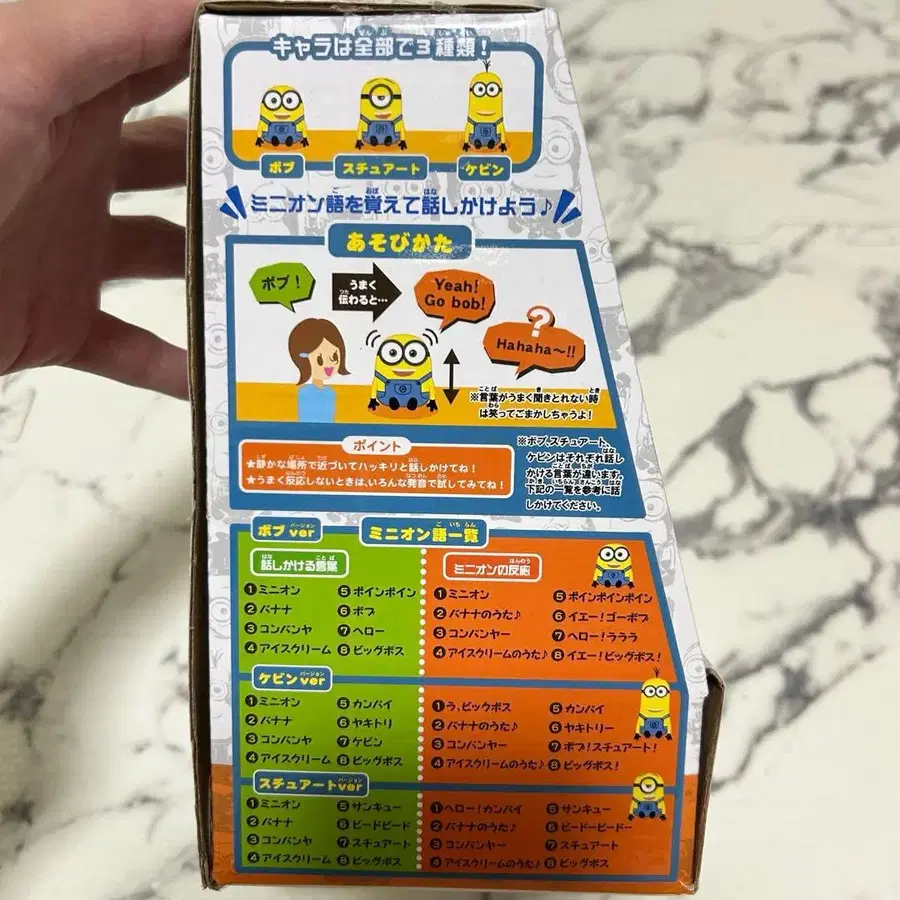 キャラは全部で3種類!
ボブ
スチュアート
ケビン
ミニオン語を覚えて話しかけよう♪
あそびかた
ボブ!
うまく
伝わると…
Yeah!
Go bob!
?
Hahaha～!!
※言葉がうまく聞きとれない時
は笑ってごまかしちゃうよ!
ポイント
★静かな場所で近づいてハッキリと話しかけてね!
★うまく反応しないときは、いろんな発音で試してみてね!
※ボブ、スチュアート、
ケビンはそれぞれ話し
かける言葉が違います。
下記の一覧を参考に話
しかけてください。
ボブver
バージョン
ミニオン語一覧
話しかける言葉
ミニオンの反応
①ミニオン ⑤ボインボイン
②バナナ ⑥ボブ
③コンバンヤ ⑦ヘロー
④アイスクリーム ⑧ビッグボス
①ミニオン ⑤ボインボインボイン
②バナナのうた♪ ⑥イエー!ゴーボブ
③コンバンヤー ⑦ヘロー!ラララ
④アイスクリームのうた♪ ⑧イエー!ビッグボス!
ケビンver
バージョン
①ミニオン ⑤カンパイ
②バナナ ⑥ヤキトリ
③コンバンヤ ⑦ケビン
④アイスクリーム ⑧ビッグボス
①う、ビックボス ⑤カンパイ
②バナナのうた♪ ⑥ヤキトリー
③コンバンヤー ⑦ボブ!スチュアート!
④アイスクリームのうた♪ ⑧ビッグボス!
スチュアートver
バージョン
①ミニオン ⑤サンキュー
②バナナ ⑥ビードビード
③コンバンヤ ⑦スチュアート
④アイスクリーム ⑧ビッグボス
①ヘロー!カンパイ ⑤サンキュー
②バナナのうた♪ ⑥ビードービードー
③コンバンヤー ⑦スチュアート
④アイスクリームのうた♪ ⑧ビッグボス